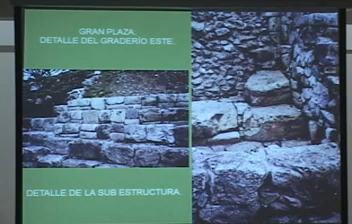 GRAN PLAZA.
DETALLE DEL GRADERÍO ESTE.
DETALLE DE LA SUB ESTRUCTURA.